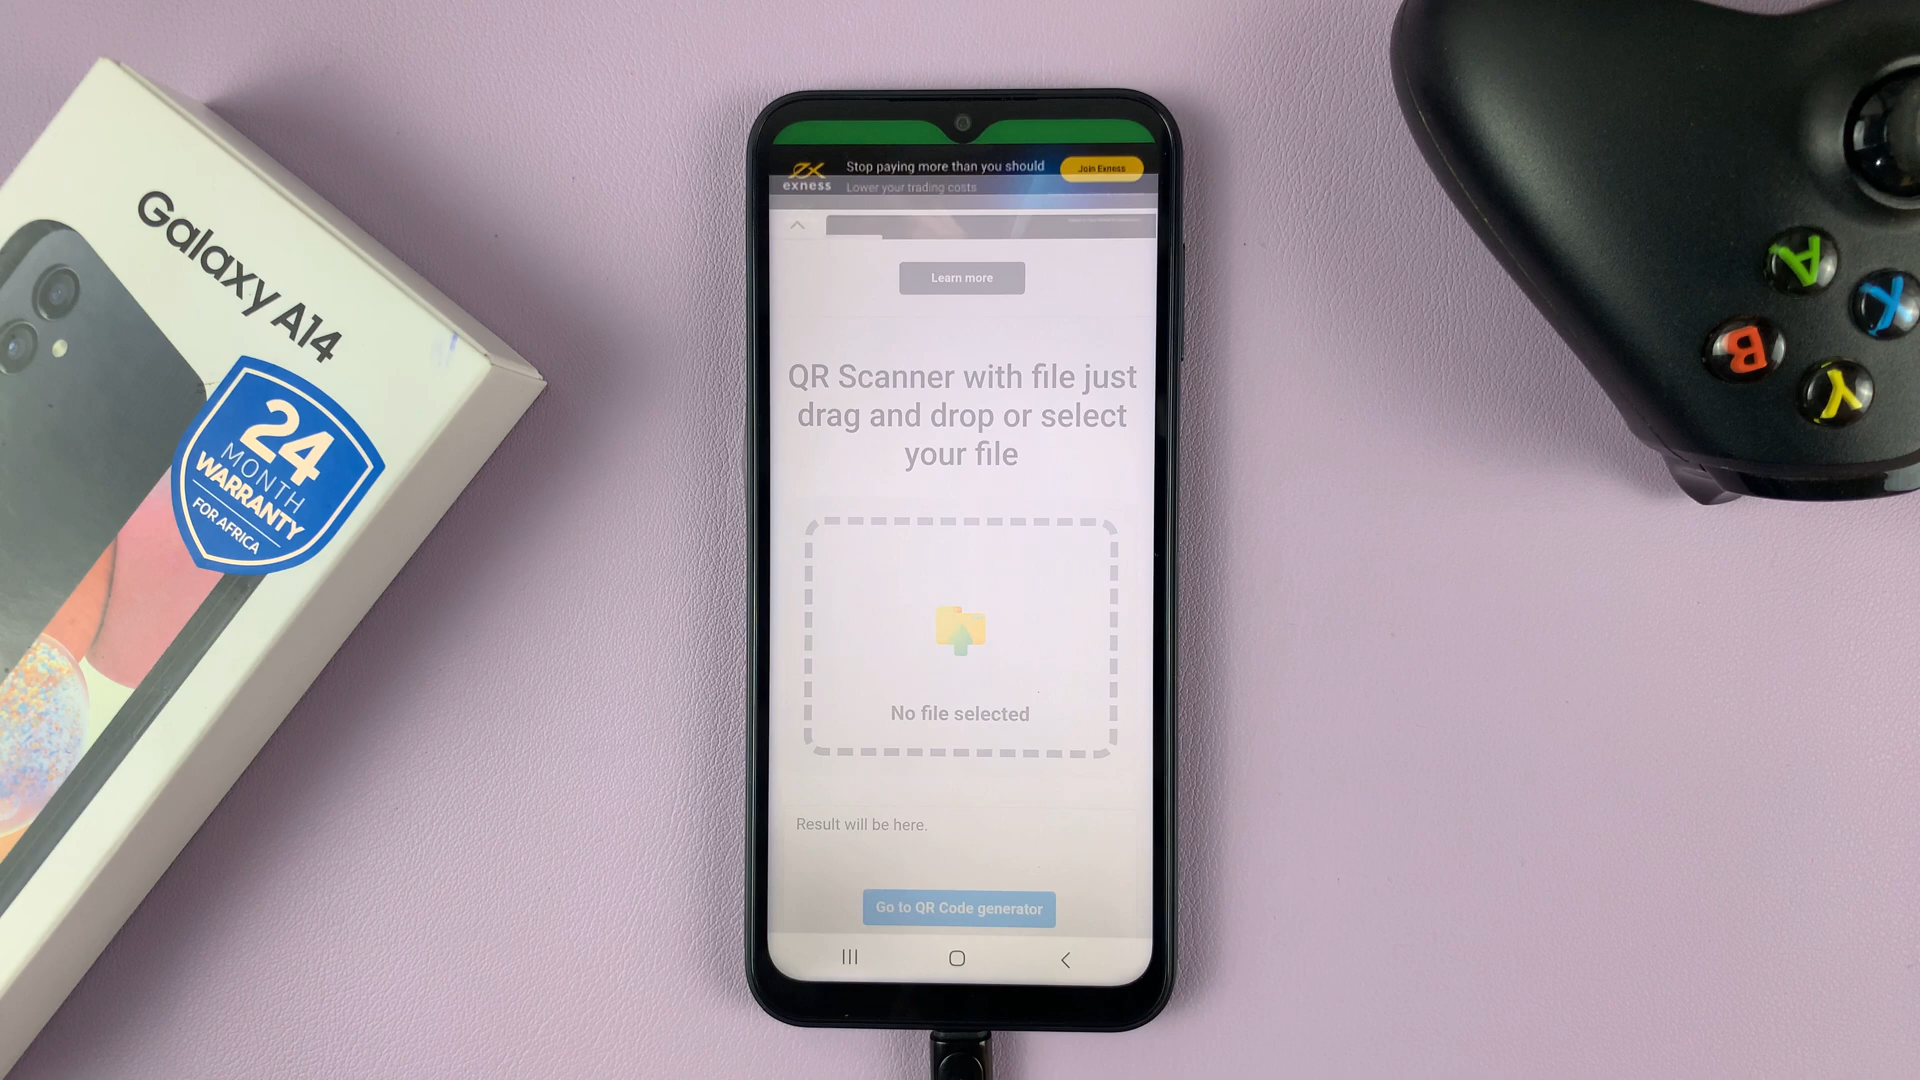 Galaxy A14
24
MONTH
WARRANTY
FOR AFRICA
exness
Stop paying more than you should
Lower your trading costs
Join Exness
Learn more
QR Scanner with file just
drag and drop or select
your file
No file selected
Result will be here.
Go to QR Code generator
A
X
B
Y